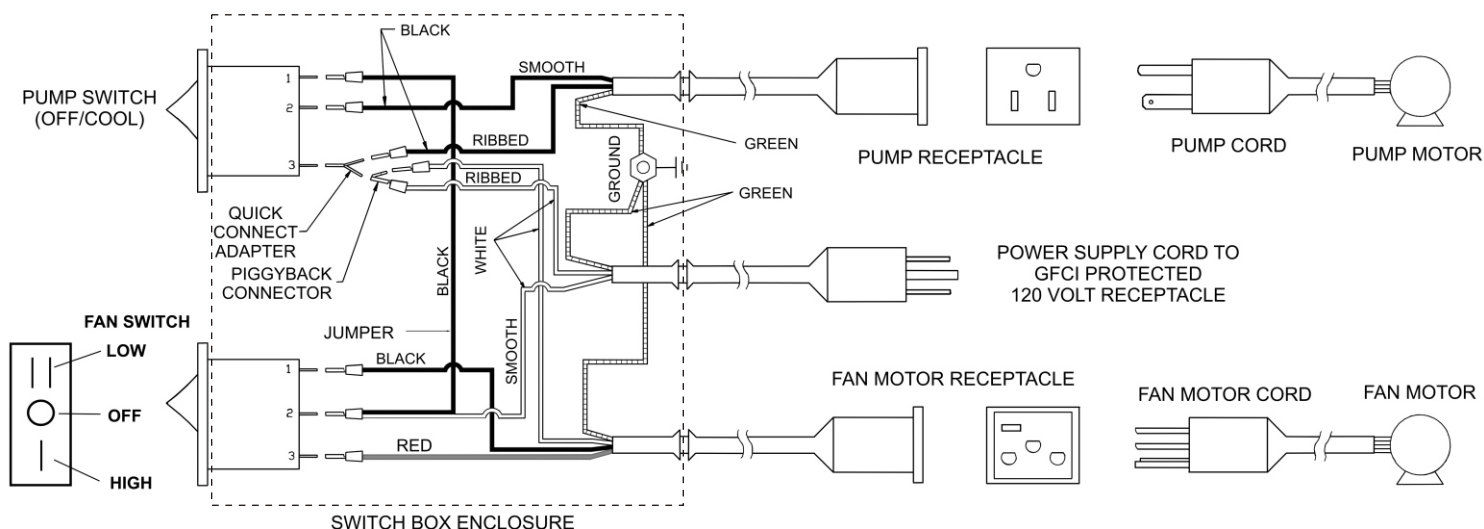 BLACK
SMOOTH
PUMP SWITCH
(OFF/COOL)
1
2
3
RIBBED
RIBBED
GREEN
GROUND
GREEN
PUMP RECEPTACLE
PUMP CORD
PUMP MOTOR
QUICK
CONNECT
ADAPTER
PIGGYBACK
CONNECTOR
BLACK
WHITE
POWER SUPPLY CORD TO
GFCI PROTECTED
120 VOLT RECEPTACLE
FAN SWITCH
LOW
OFF
HIGH
JUMPER
SMOOTH
BLACK
1
2
3
RED
FAN MOTOR RECEPTACLE
FAN MOTOR CORD
FAN MOTOR
SWITCH BOX ENCLOSURE